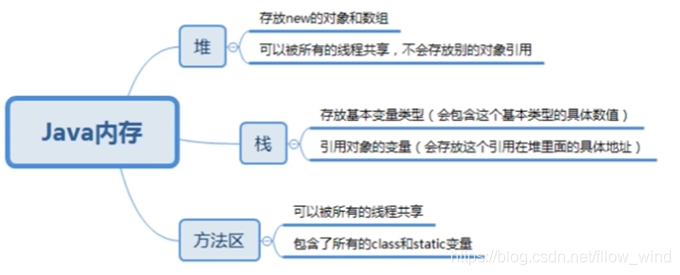 Java内存
堆
存放new的对象和数组
可以被所有的线程共享，不会存放别的对象引用
栈
存放基本变量类型（会包含这个基本类型的具体数值）
引用对象的变量（会存放这个引用在堆里面的具体地址）
方法区
可以被所有的线程共享
包含了所有的class和static变量
https://blog.csdn.net/fillow_wind